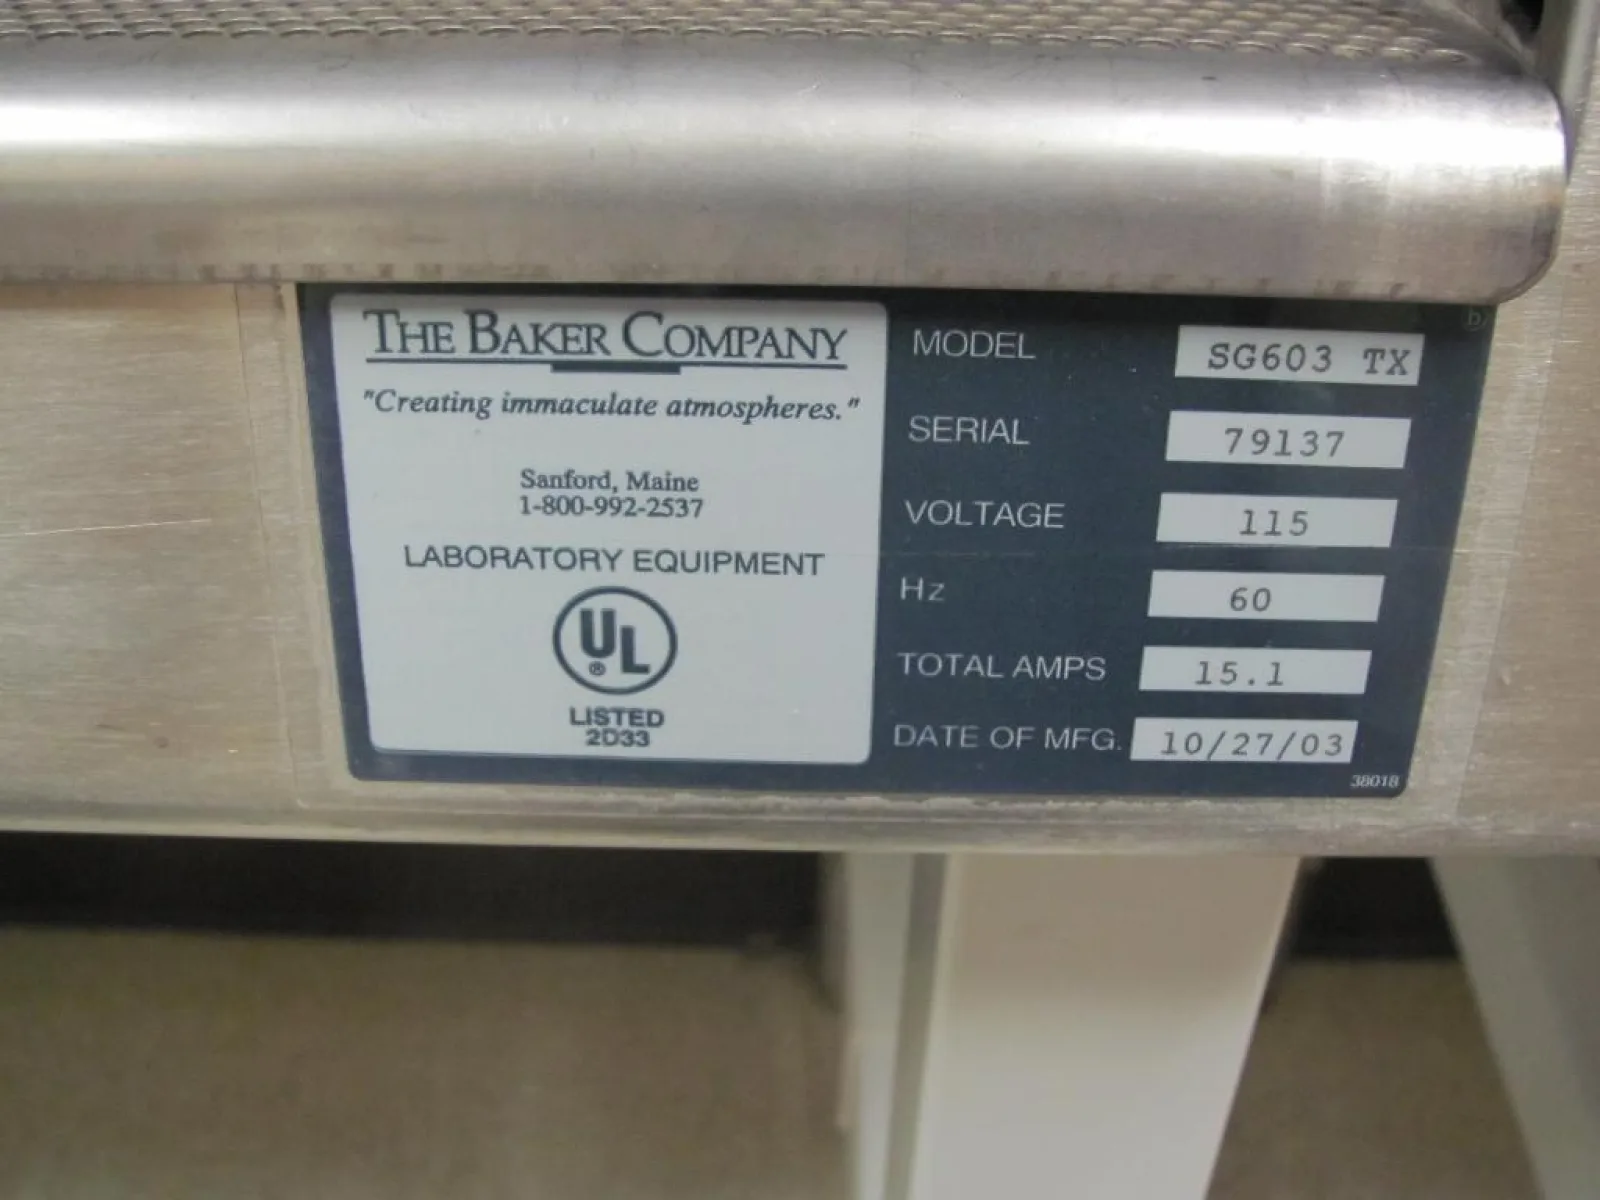 THE BAKER COMPANY
"Creating immaculate atmospheres."
Sanford, Maine
1-800-992-2537
LABORATORY EQUIPMENT
UL
®
LISTED
2D33
MODEL SG603 TX
SERIAL 79137
VOLTAGE 115
Hz 60
TOTAL AMPS 15.1
DATE OF MFG. 10/27/03
38018